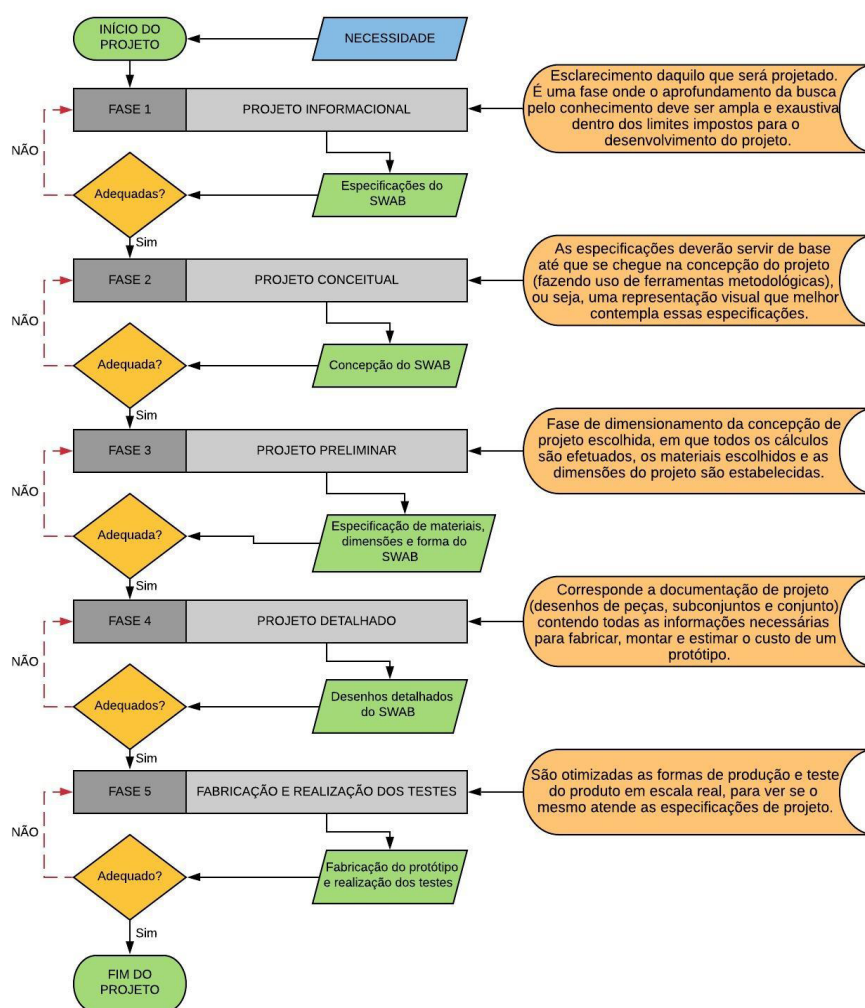 INÍCIO DO
PROJETO
NECESSIDADE
Esclarecimento daquilo que será projetado.
É uma fase onde o aprofundamento da busca
pelo conhecimento deve ser ampla e exaustiva
dentro dos limites impostos para o
desenvolvimento do projeto.
FASE 1
PROJETO INFORMACIONAL
NÃO
Adequadas?
Especificações do
SWAB
Sim
FASE 2
PROJETO CONCEITUAL
As especificações deverão servir de base
até que se chegue na concepção do projeto
(fazendo uso de ferramentas metodológicas),
ou seja, uma representação visual que melhor
contempla essas especificações.
NÃO
Adequada?
Concepção do SWAB
Sim
FASE 3
PROJETO PRELIMINAR
Fase de dimensionamento da concepção de
projeto escolhida, em que todos os cálculos
são efetuados, os materiais escolhidos e as
dimensões do projeto são estabelecidas.
NÃO
Adequada?
Especificação de materiais,
dimensões e forma do
SWAB
Sim
FASE 4
PROJETO DETALHADO
Corresponde a documentação de projeto
(desenhos de peças, subconjuntos e conjunto)
contendo todas as informações necessárias
para fabricar, montar e estimar o custo de um
protótipo.
NÃO
Adequados?
Desenhos detalhados
do SWAB
Sim
FASE 5
FABRICAÇÃO E REALIZAÇÃO DOS TESTES
São otimizadas as formas de produção e teste
do produto em escala real, para ver se o
mesmo atende as especificações de projeto.
NÃO
Adequado?
Fabricação do protótipo
e realização dos testes
Sim
FIM DO
PROJETO